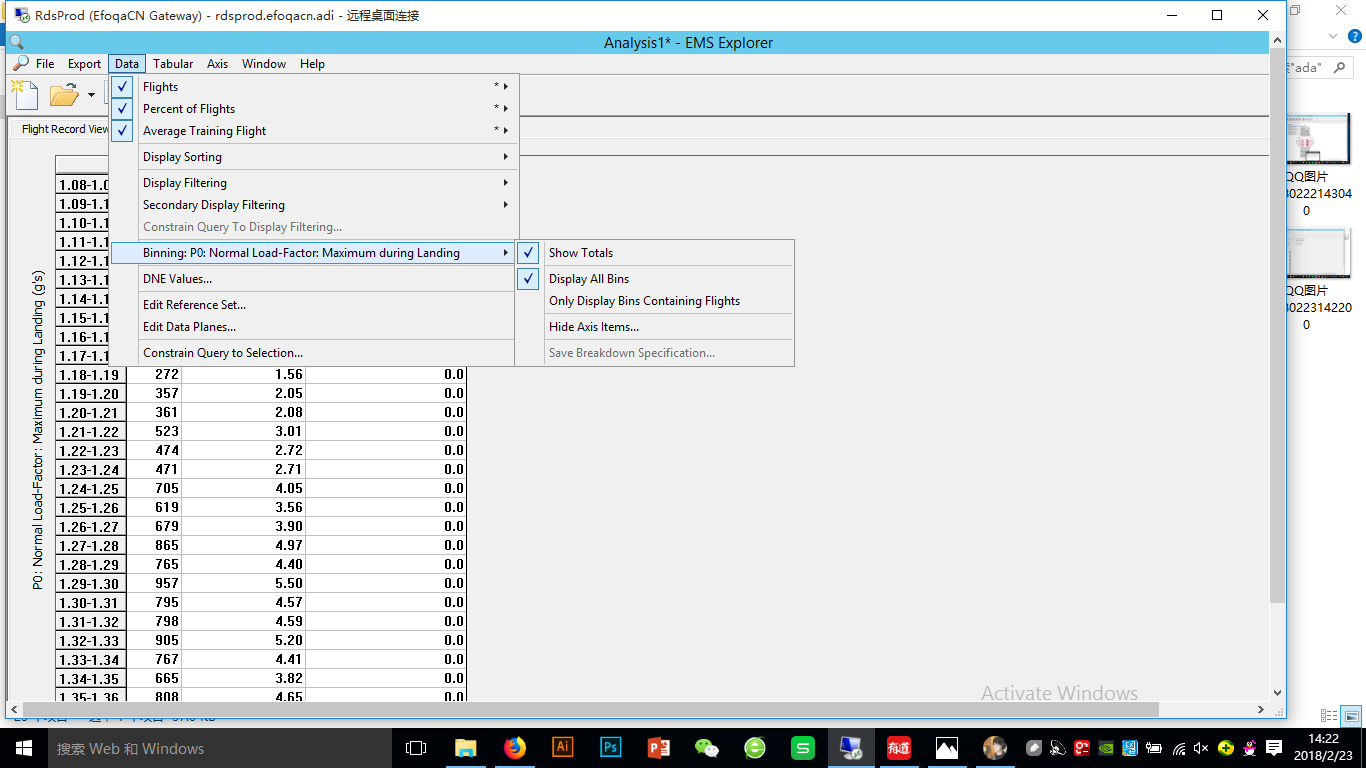 RdsProd (EfoqaCN Gateway) - rdsprod.efoqacn.adi - 远程桌面连接
Analysis1* - EMS Explorer
File Export Data Tabular Axis Window Help
"ada"
Flights *
Percent of Flights *
Average Training Flight *
Display Sorting
Display Filtering
Secondary Display Filtering
Constrain Query To Display Filtering...
Binning: P0: Normal Load-Factor: Maximum during Landing
DNE Values...
Edit Reference Set...
Edit Data Planes...
Constrain Query to Selection...
Show Totals
Display All Bins
Only Display Bins Containing Flights
Hide Axis Items...
Save Breakdown Specification...
Flight Record View
P0: Normal Load-Factor: Maximum during Landing (g's)
1.08-1.0
1.09-1.1
1.10-1.1
1.11-1.1
1.12-1.1
1.13-1.1
1.14-1.1
1.15-1.1
1.16-1.1
1.17-1.1
1.18-1.19 272 1.56 0.0
1.19-1.20 357 2.05 0.0
1.20-1.21 361 2.08 0.0
1.21-1.22 523 3.01 0.0
1.22-1.23 474 2.72 0.0
1.23-1.24 471 2.71 0.0
1.24-1.25 705 4.05 0.0
1.25-1.26 619 3.56 0.0
1.26-1.27 679 3.90 0.0
1.27-1.28 865 4.97 0.0
1.28-1.29 765 4.40 0.0
1.29-1.30 957 5.50 0.0
1.30-1.31 795 4.57 0.0
1.31-1.32 798 4.59 0.0
1.32-1.33 905 5.20 0.0
1.33-1.34 767 4.41 0.0
1.34-1.35 665 3.82 0.0
1.35-1.36 808 4.65 0.0
QQ图片
3022214304
0
QQ图片
3022314220
0
Activate Windows
搜索 Web 和 Windows
Ai
Ps
有道
14:22
2018/2/23